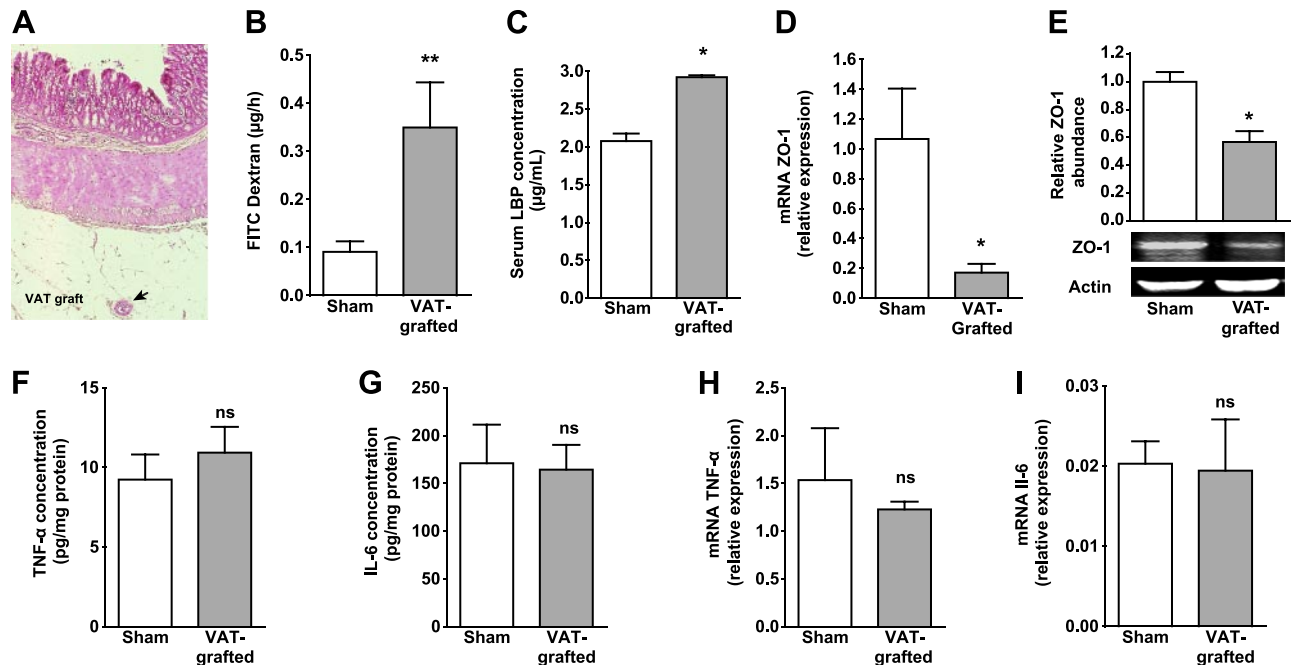 A
VAT graft
B
FITC Dextran (µg/h)
0.5
0.4
0.3
0.2
0.1
0.0
**
Sham
VAT-
grafted
C
Serum LBP concentration
(µg/mL)
3.0
2.5
2.0
1.5
1.0
0.5
0.0
*
Sham
VAT-
grafted
D
mRNA ZO-1
(relative expression)
1.6
1.4
1.2
1.0
0.8
0.6
0.4
0.2
0.0
*
Sham
VAT-
Grafted
E
Relative ZO-1
abundance
1.2
1.0
0.8
0.6
0.4
0.2
0.0
*
ZO-1
Actin
Sham
VAT-
grafted
F
TNF-α concentration
(pg/mg protein)
15
10
5
0
ns
Sham
VAT-
grafted
G
IL-6 concentration
(pg/mg protein)
250
200
150
100
50
0
ns
Sham
VAT-
grafted
H
mRNA TNF-α
(relative expression)
2.5
2.0
1.5
1.0
0.5
0.0
ns
Sham
VAT-
grafted
I
mRNA Il-6
(relative expression)
0.03
0.02
0.01
0.00
ns
Sham
VAT-
grafted